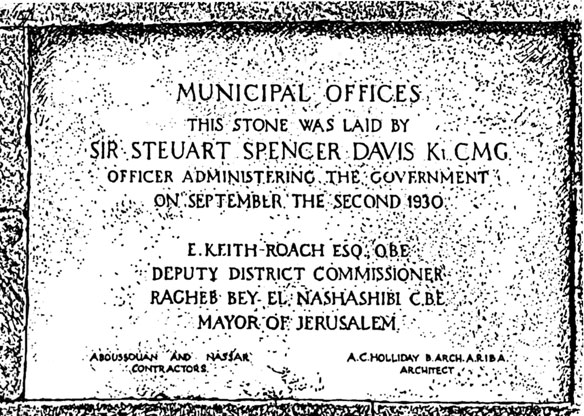 MUNICIPAL OFFICES
THIS STONE WAS LAID BY
SIR STEUART SPENCER DAVIS Kt CMG
OFFICER ADMINISTERING THE GOVERNMENT
ON SEPTEMBER THE SECOND 1930
E. KEITH-ROACH ESQ. OBE
DEPUTY DISTRICT COMMISSIONER
RAGHEB BEY EL NASHASHIBI C.B.E.
MAYOR OF JERUSALEM
ABOUSSOUAN AND NASSAR
CONTRACTORS.
A.C. HOLLIDAY B.ARCH. A.R.I.B.A.
ARCHITECT